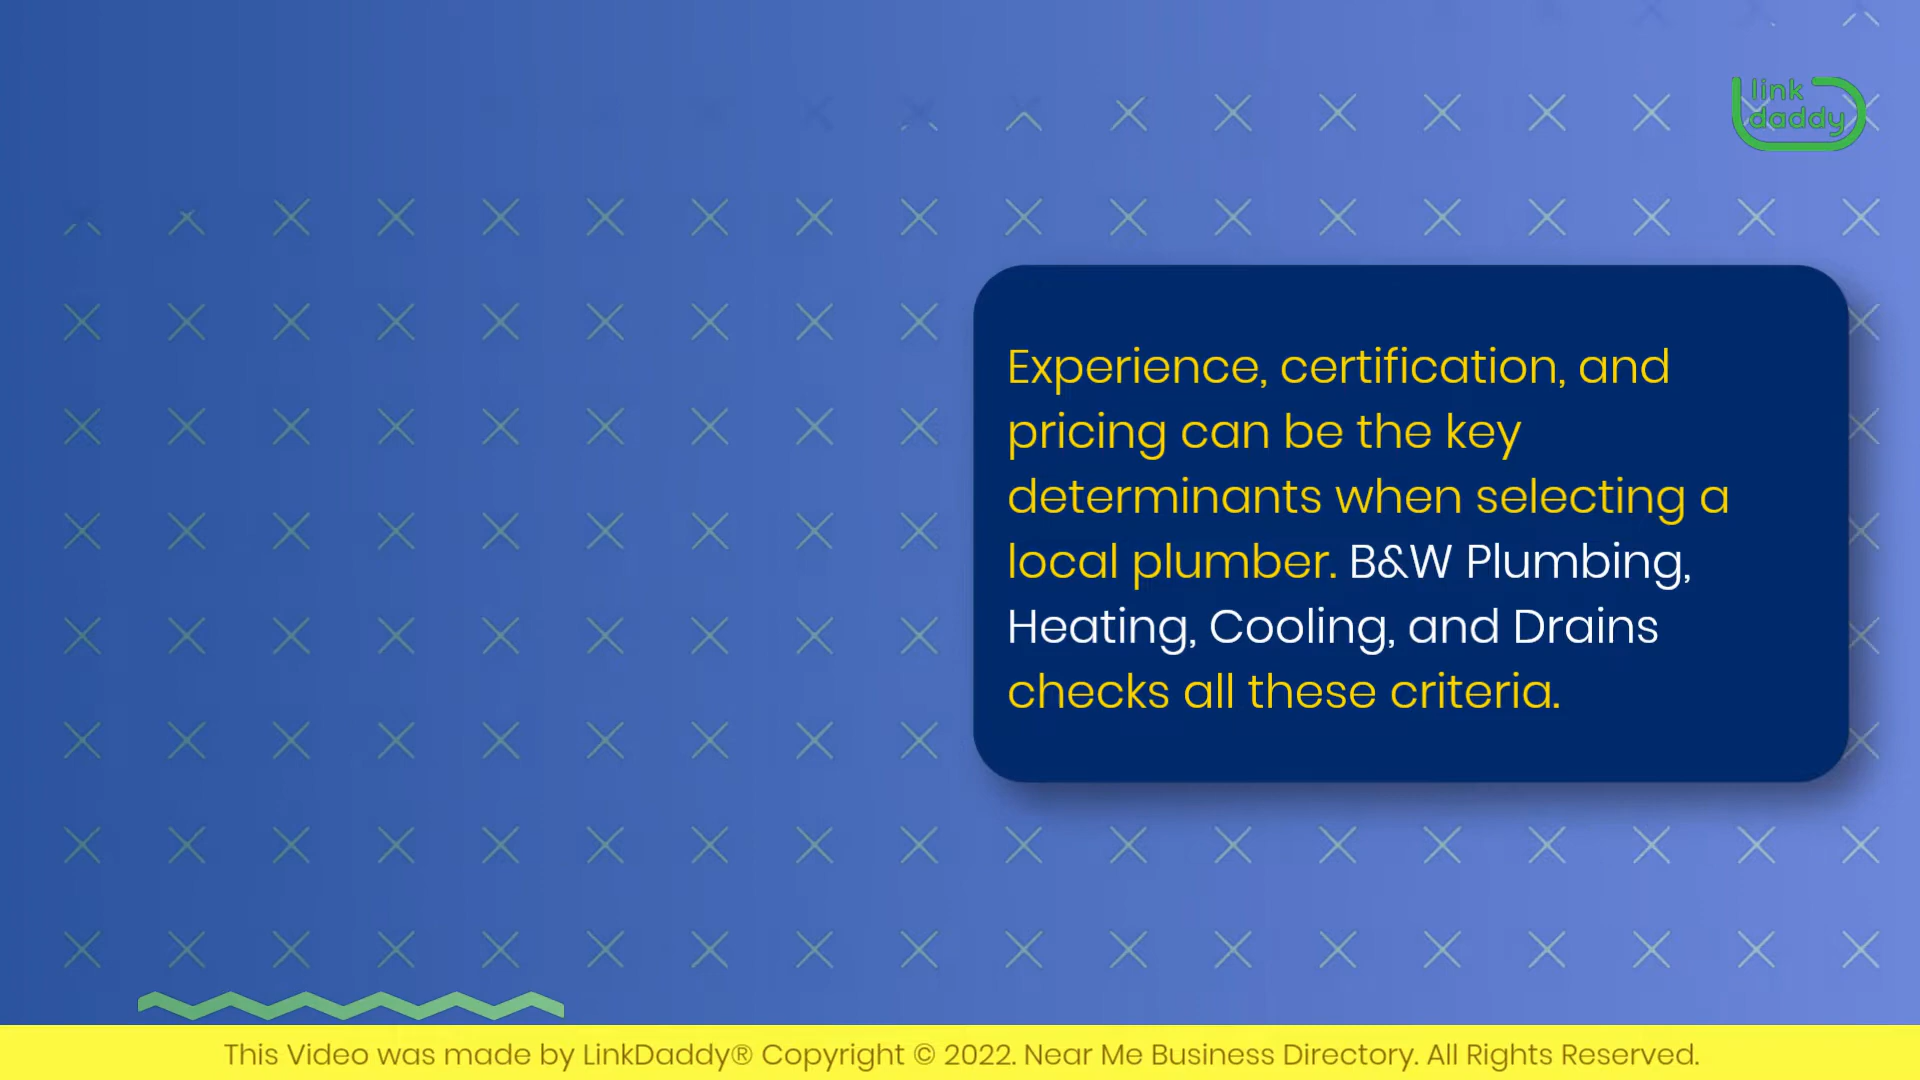 link
daddy
Experience, certification, and
pricing can be the key
determinants when selecting a
local plumber. B&W Plumbing,
Heating, Cooling, and Drains
checks all these criteria.
This Video was made by LinkDaddy® Copyright © 2022. Near Me Business Directory. All Rights Reserved.